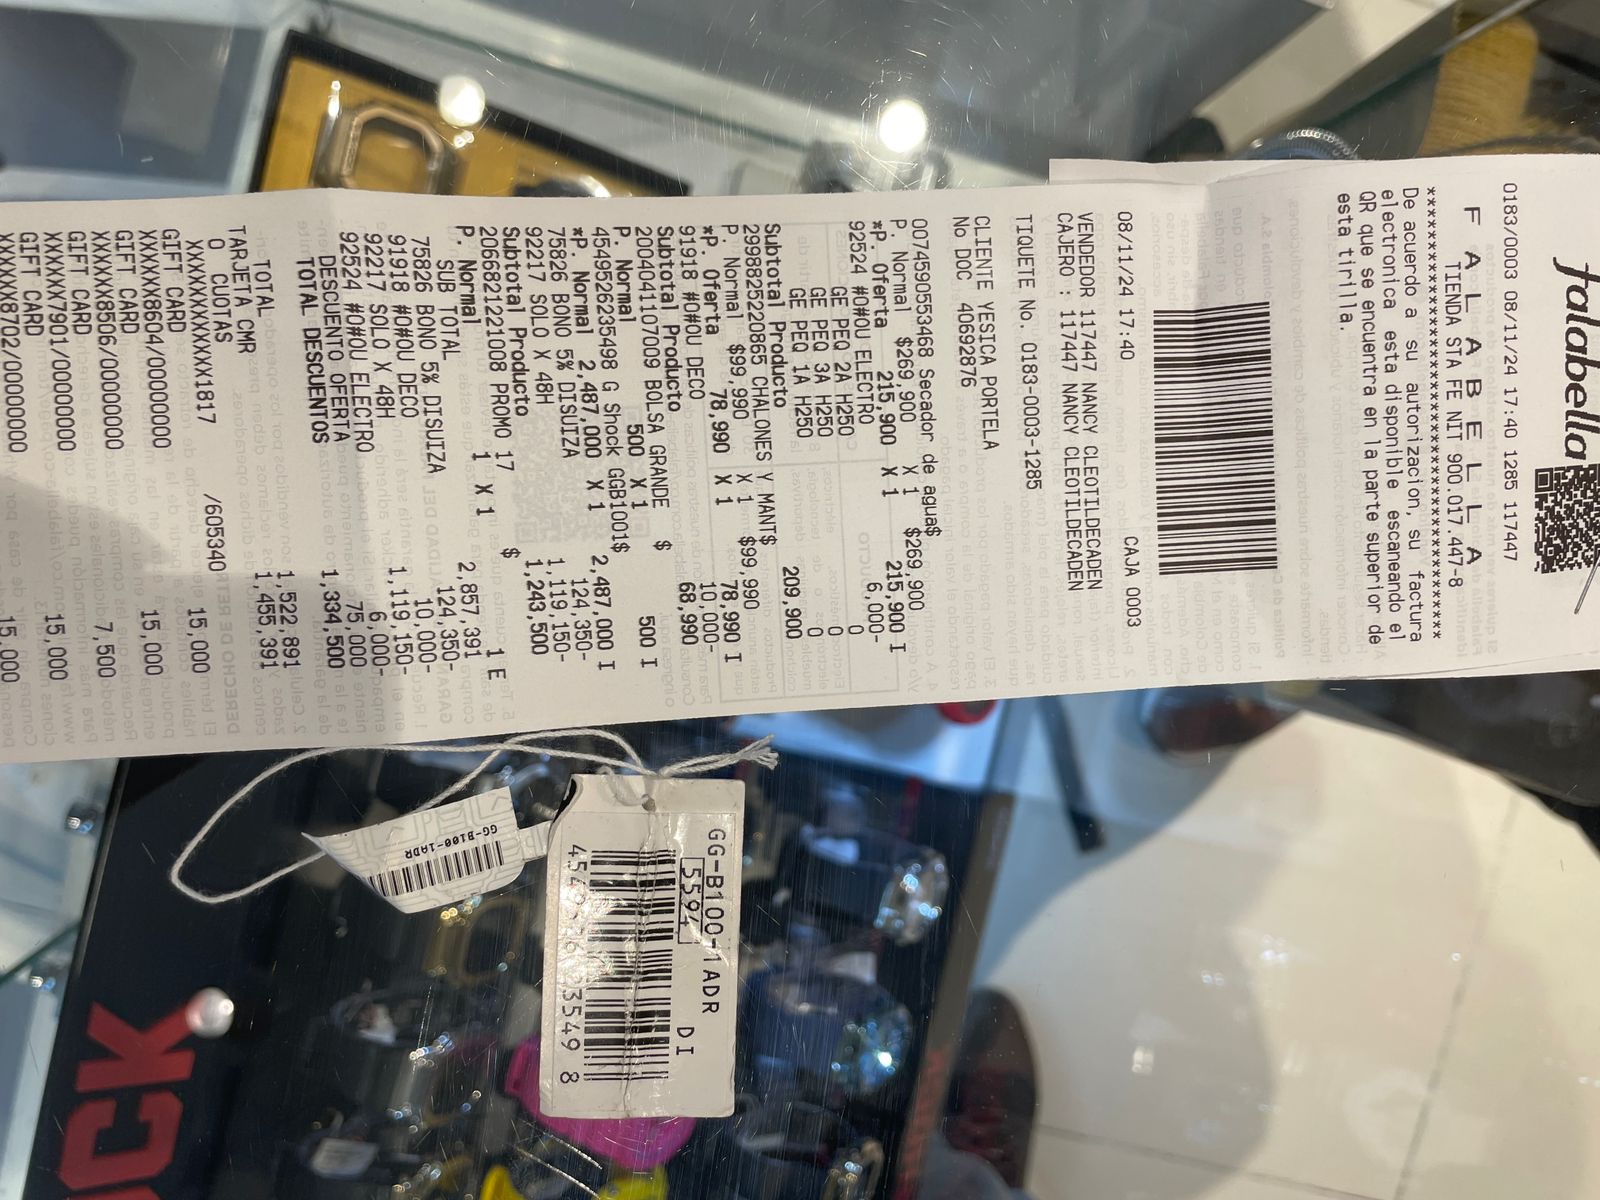 falabella
0183/0003 08/11/24 17:40 1285 117447
F A L A B E L L A
TIENDA STA FE NIT 900.017.447-8
****************************************
De acuerdo a su autorizacion, su factura
electronica esta disponible escaneando el
QR que se encuentra en la parte superior de
esta tirilla.
08/11/24 17:40 CAJA 0003
VENDEDOR 117447 NANCY CLEOTILDECADEN
CAJERO : 117447 NANCY CLEOTILDECADEN
TIQUETE No. 0183-0003-1285
CLIENTE YESICA PORTELA
No DOC 40692876
007459055 3468 Secador de agua$
P. Normal $269,900 X 1 $269,900
*P. Oferta 215,900 X 1 215,900 I
92524 #O#OU ELECTRO 6,000-
GE PEQ 2A H250 0
GE PEQ 3A H250 0
GE PEQ 1A H250 0
Subtotal Producto 209,900
2998825220865 CHALONES Y MANT$
P. Normal $99,990 X 1 $99,990
*P. Oferta 78,990 X 1 78,990 I
91918 #O#OU DECO 10,000-
Subtotal Producto 68,990
2004041107009 BOLSA GRANDE $
P. Normal 500 X 1 500 I
4549526235498 G Shock GGB1001$
*P. Normal 2,487,000 X 1 2,487,000 I
75826 BONO 5% DISUIZA 124,350-
92217 SOLO X 48H 1,119,150-
Subtotal Producto 1,243,500
2066821221008 PROMO 17 $
P. Normal 1 X 1 1 E
SUB TOTAL 2,857,391
75826 BONO 5% DISUIZA 124,350-
91918 #O#OU DECO 10,000-
92217 SOLO X 48H 1,119,150-
92524 #O#OU ELECTRO 6,000-
DESCUENTO OFERTA 75,000
TOTAL DESCUENTOS 1,334,500
TOTAL 1,522,891
TARJETA CMR 1,455,391
0 CUOTAS
XXXXXXXXXXXX1817 /605340
GIFT CARD 15,000
XXXXXX8604/0000000000
GIFT CARD 15,000
XXXXXX8506/0000000000
GIFT CARD 7,500
XXXXXX7901/0000000000
GIFT CARD 15,000
XXXXXX8702/0000000000
15,000
GG-B100-1ADR
GG-B100-1ADR
5594 DI